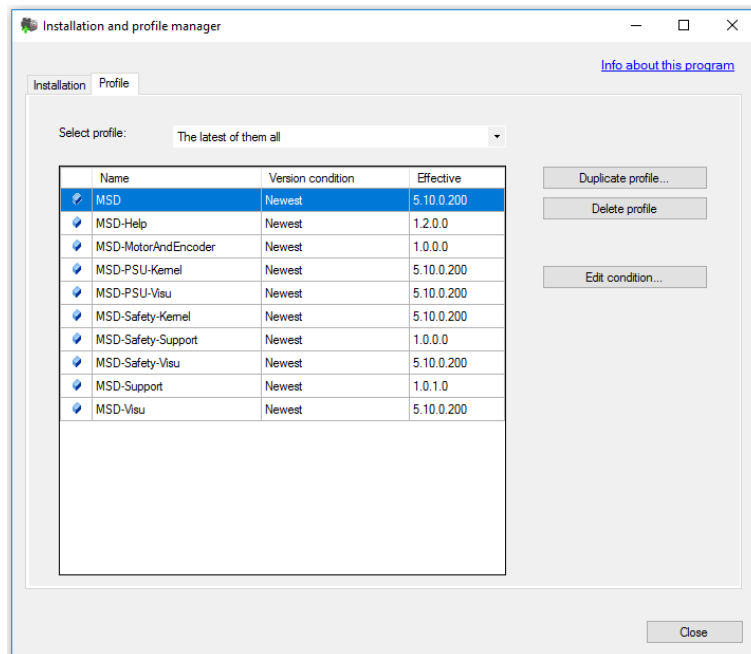 Installation and profile manager
Info about this program
Installation Profile
Select profile: The latest of them all
Name Version condition Effective
MSD Newest 5.10.0.200
MSD-Help Newest 1.2.0.0
MSD-MotorAndEncoder Newest 1.0.0.0
MSD-PSU-Kernel Newest 5.10.0.200
MSD-PSU-Visu Newest 5.10.0.200
MSD-Safety-Kernel Newest 5.10.0.200
MSD-Safety-Support Newest 1.0.0.0
MSD-Safety-Visu Newest 5.10.0.200
MSD-Support Newest 1.0.1.0
MSD-Visu Newest 5.10.0.200
Duplicate profile...
Delete profile
Edit condition...
Close